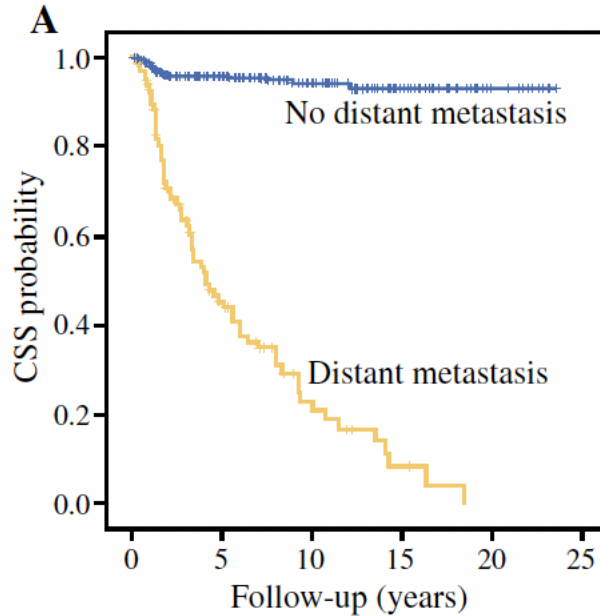 A
1.0
0.8
0.6
0.4
0.2
0.0
CSS probability
No distant metastasis
Distant metastasis
0 5 10 15 20 25
Follow-up (years)